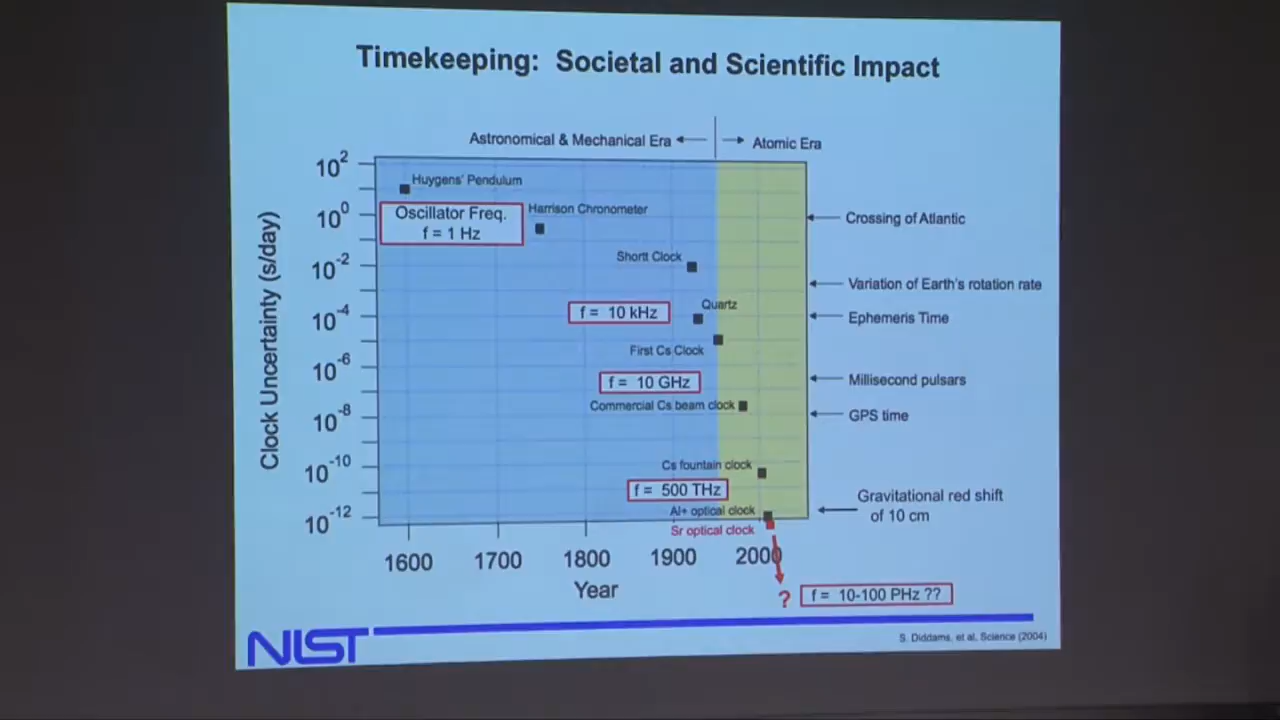 Timekeeping: Societal and Scientific Impact
Astronomical & Mechanical Era
Atomic Era
10²
10⁰
10⁻²
10⁻⁴
10⁻⁶
10⁻⁸
10⁻¹⁰
10⁻¹²
Clock Uncertainty (s/day)
Huygens' Pendulum
Oscillator Freq.
f = 1 Hz
Harrison Chronometer
Shortt Clock
f = 10 kHz
Quartz
First Cs Clock
f = 10 GHz
Commercial Cs beam clock
Cs fountain clock
f = 500 THz
Al+ optical clock
Sr optical clock
Crossing of Atlantic
Variation of Earth's rotation rate
Ephemeris Time
Millisecond pulsars
GPS time
Gravitational red shift
of 10 cm
1600 1700 1800 1900 2000
Year
? f = 10-100 PHz ??
NIST
S. Diddams, et al, Science (2004)